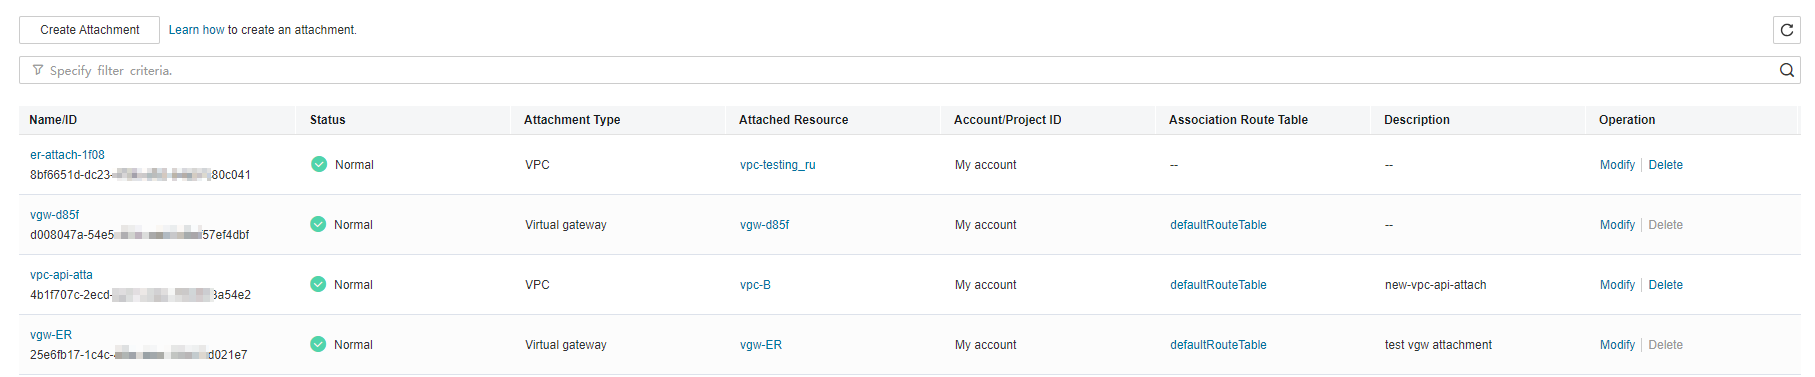 Create Attachment Learn how to create an attachment.
Specify filter criteria.
Name/ID Status Attachment Type Attached Resource Account/Project ID Association Route Table Description Operation
er-attach-1f08 Normal VPC vpc-testing_ru My account -- -- Modify Delete
8bf6651d-dc23- 80c041
vgw-d85f Normal Virtual gateway vgw-d85f My account defaultRouteTable -- Modify Delete
d008047a-54e5 57ef4dbf
vpc-api-atta Normal VPC vpc-B My account defaultRouteTable new-vpc-api-attach Modify Delete
4b1f707c-2ecd- 3a54e2
vgw-ER Normal Virtual gateway vgw-ER My account defaultRouteTable test vgw attachment Modify Delete
25e6fb17-1c4c- d021e7